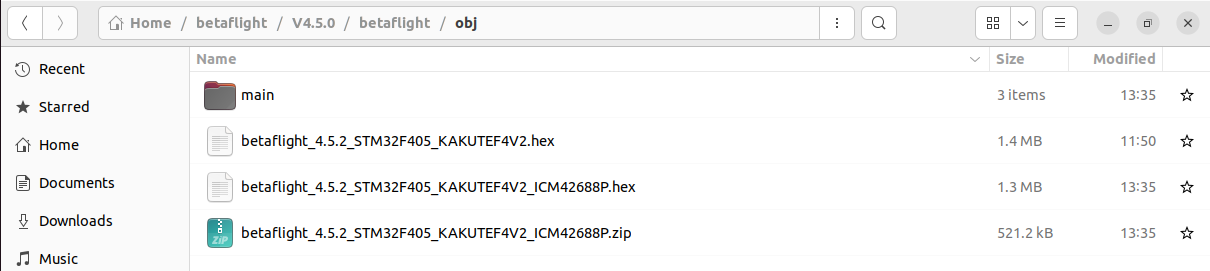 Home / betaflight / V4.5.0 / betaflight / obj
Name Size Modified
Recent
main 3 items 13:35
Starred
betaflight_4.5.2_STM32F405_KAKUTEF4V2.hex 1.4 MB 11:50
Home
betaflight_4.5.2_STM32F405_KAKUTEF4V2_ICM42688P.hex 1.3 MB 13:35
Documents
Downloads
ZIP betaflight_4.5.2_STM32F405_KAKUTEF4V2_ICM42688P.zip 521.2 kB 13:35
Music